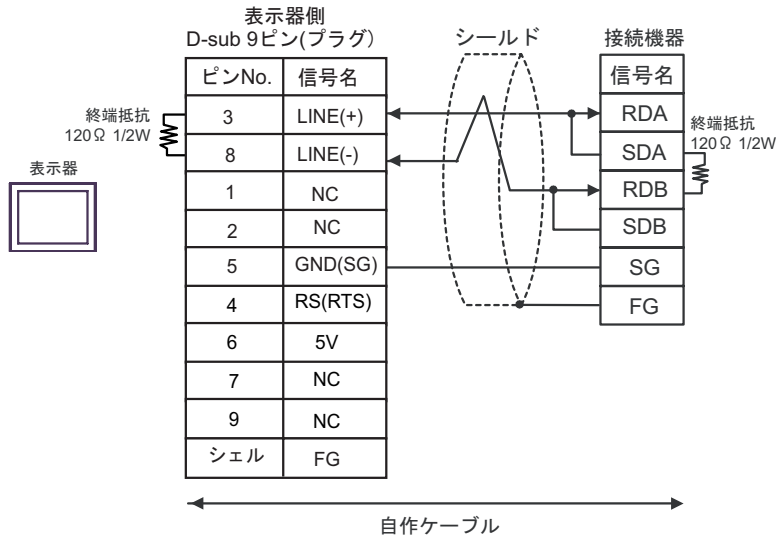 表示器側
D-sub 9ピン(プラグ)
シールド
接続機器
ピンNo. 信号名
信号名
終端抵抗
120Ω 1/2W
3 LINE(+)
RDA
終端抵抗
120Ω 1/2W
8 LINE(-)
SDA
表示器
1 NC
RDB
2 NC
SDB
5 GND(SG)
SG
4 RS(RTS)
FG
6 5V
7 NC
9 NC
シェル FG
自作ケーブル